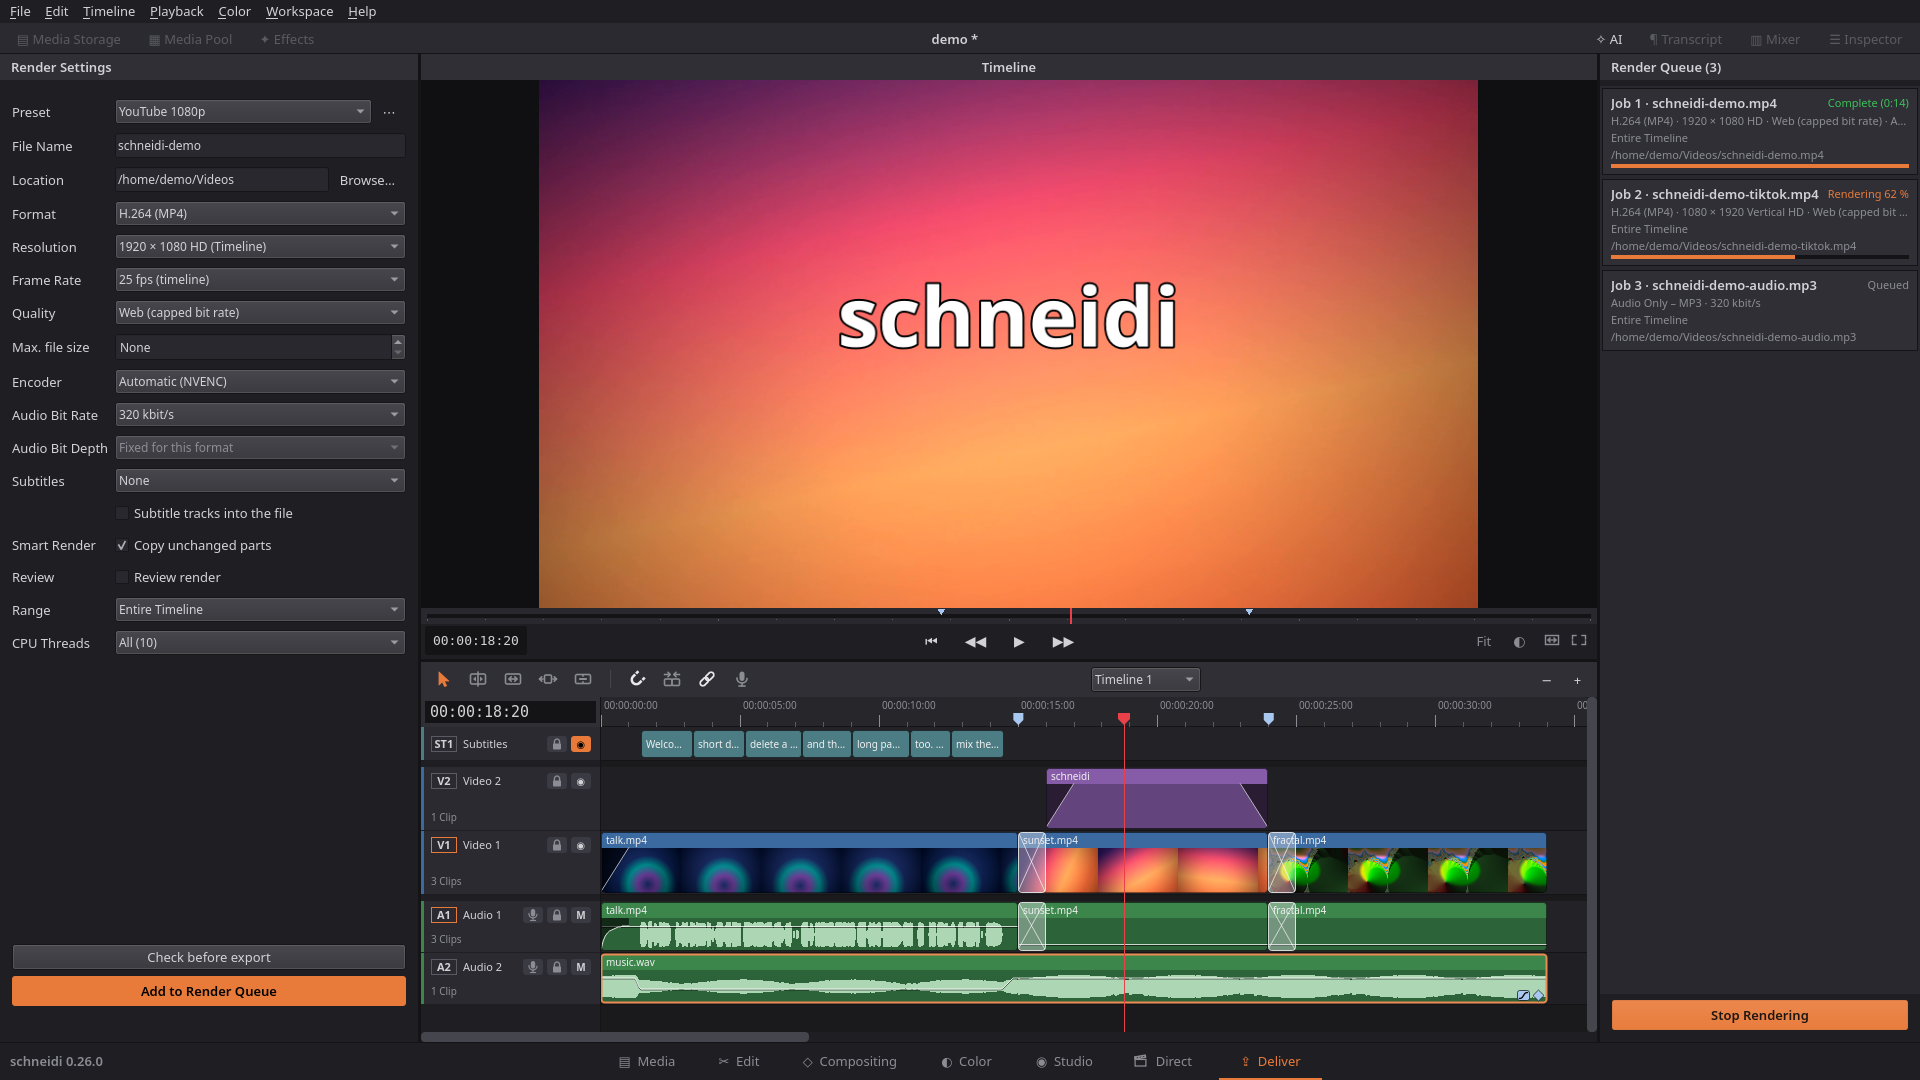 File Edit Timeline Playback Color Workspace Help
Media Storage Media Pool Effects demo * AI Transcript Mixer Inspector
Render Settings
Timeline
Render Queue (3)
Preset YouTube 1080p ...
File Name schneidi-demo
Location /home/demo/Videos Browse...
Format H.264 (MP4)
Resolution 1920 × 1080 HD (Timeline)
Frame Rate 25 fps (timeline)
Quality Web (capped bit rate)
Max. file size None
Encoder Automatic (NVENC)
Audio Bit Rate 320 kbit/s
Audio Bit Depth Fixed for this format
Subtitles None
Subtitle tracks into the file
Smart Render Copy unchanged parts
Review Review render
Range Entire Timeline
CPU Threads All (10)
Check before export
Add to Render Queue
schneidi
Job 1 · schneidi-demo.mp4 Complete (0:14)
H.264 (MP4) · 1920 × 1080 HD · Web (capped bit rate) · A...
Entire Timeline
/home/demo/Videos/schneidi-demo.mp4
Job 2 · schneidi-demo-tiktok.mp4 Rendering 62 %
H.264 (MP4) · 1080 × 1920 Vertical HD · Web (capped bit ...
Entire Timeline
/home/demo/Videos/schneidi-demo-tiktok.mp4
Job 3 · schneidi-demo-audio.mp3 Queued
Audio Only – MP3 · 320 kbit/s
Entire Timeline
/home/demo/Videos/schneidi-demo-audio.mp3
00:00:18:20 Fit
Timeline 1
00:00:18:20 00:00:00:00 00:00:05:00 00:00:10:00 00:00:15:00 00:00:20:00 00:00:25:00 00:00:30:00
ST1 Subtitles Welco... short d... delete a ... and th... long pa... too. ... mix the...
V2 Video 2 schneidi
1 Clip
V1 Video 1 talk.mp4 sunset.mp4 fractal.mp4
3 Clips
A1 Audio 1 M talk.mp4 sunset.mp4 fractal.mp4
3 Clips
A2 Audio 2 M music.wav
1 Clip
Stop Rendering
schneidi 0.26.0 Media Edit Compositing Color Studio Direct Deliver